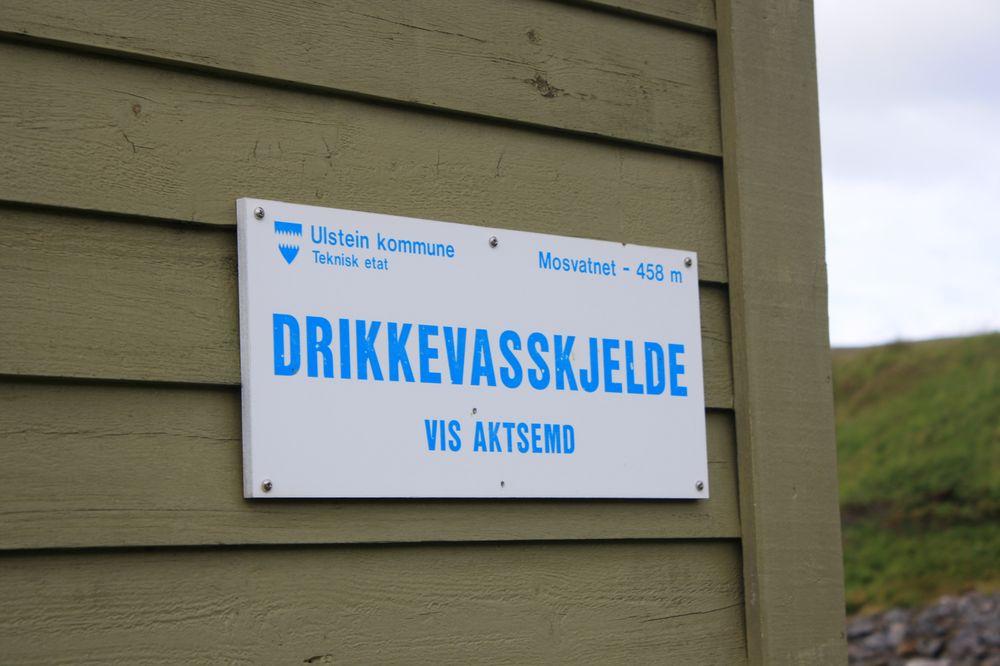 Ulstein kommune
Teknisk etat
Mosvatnet - 458 m
DRIKKEVASSKJELDE
VIS AKTSEMD